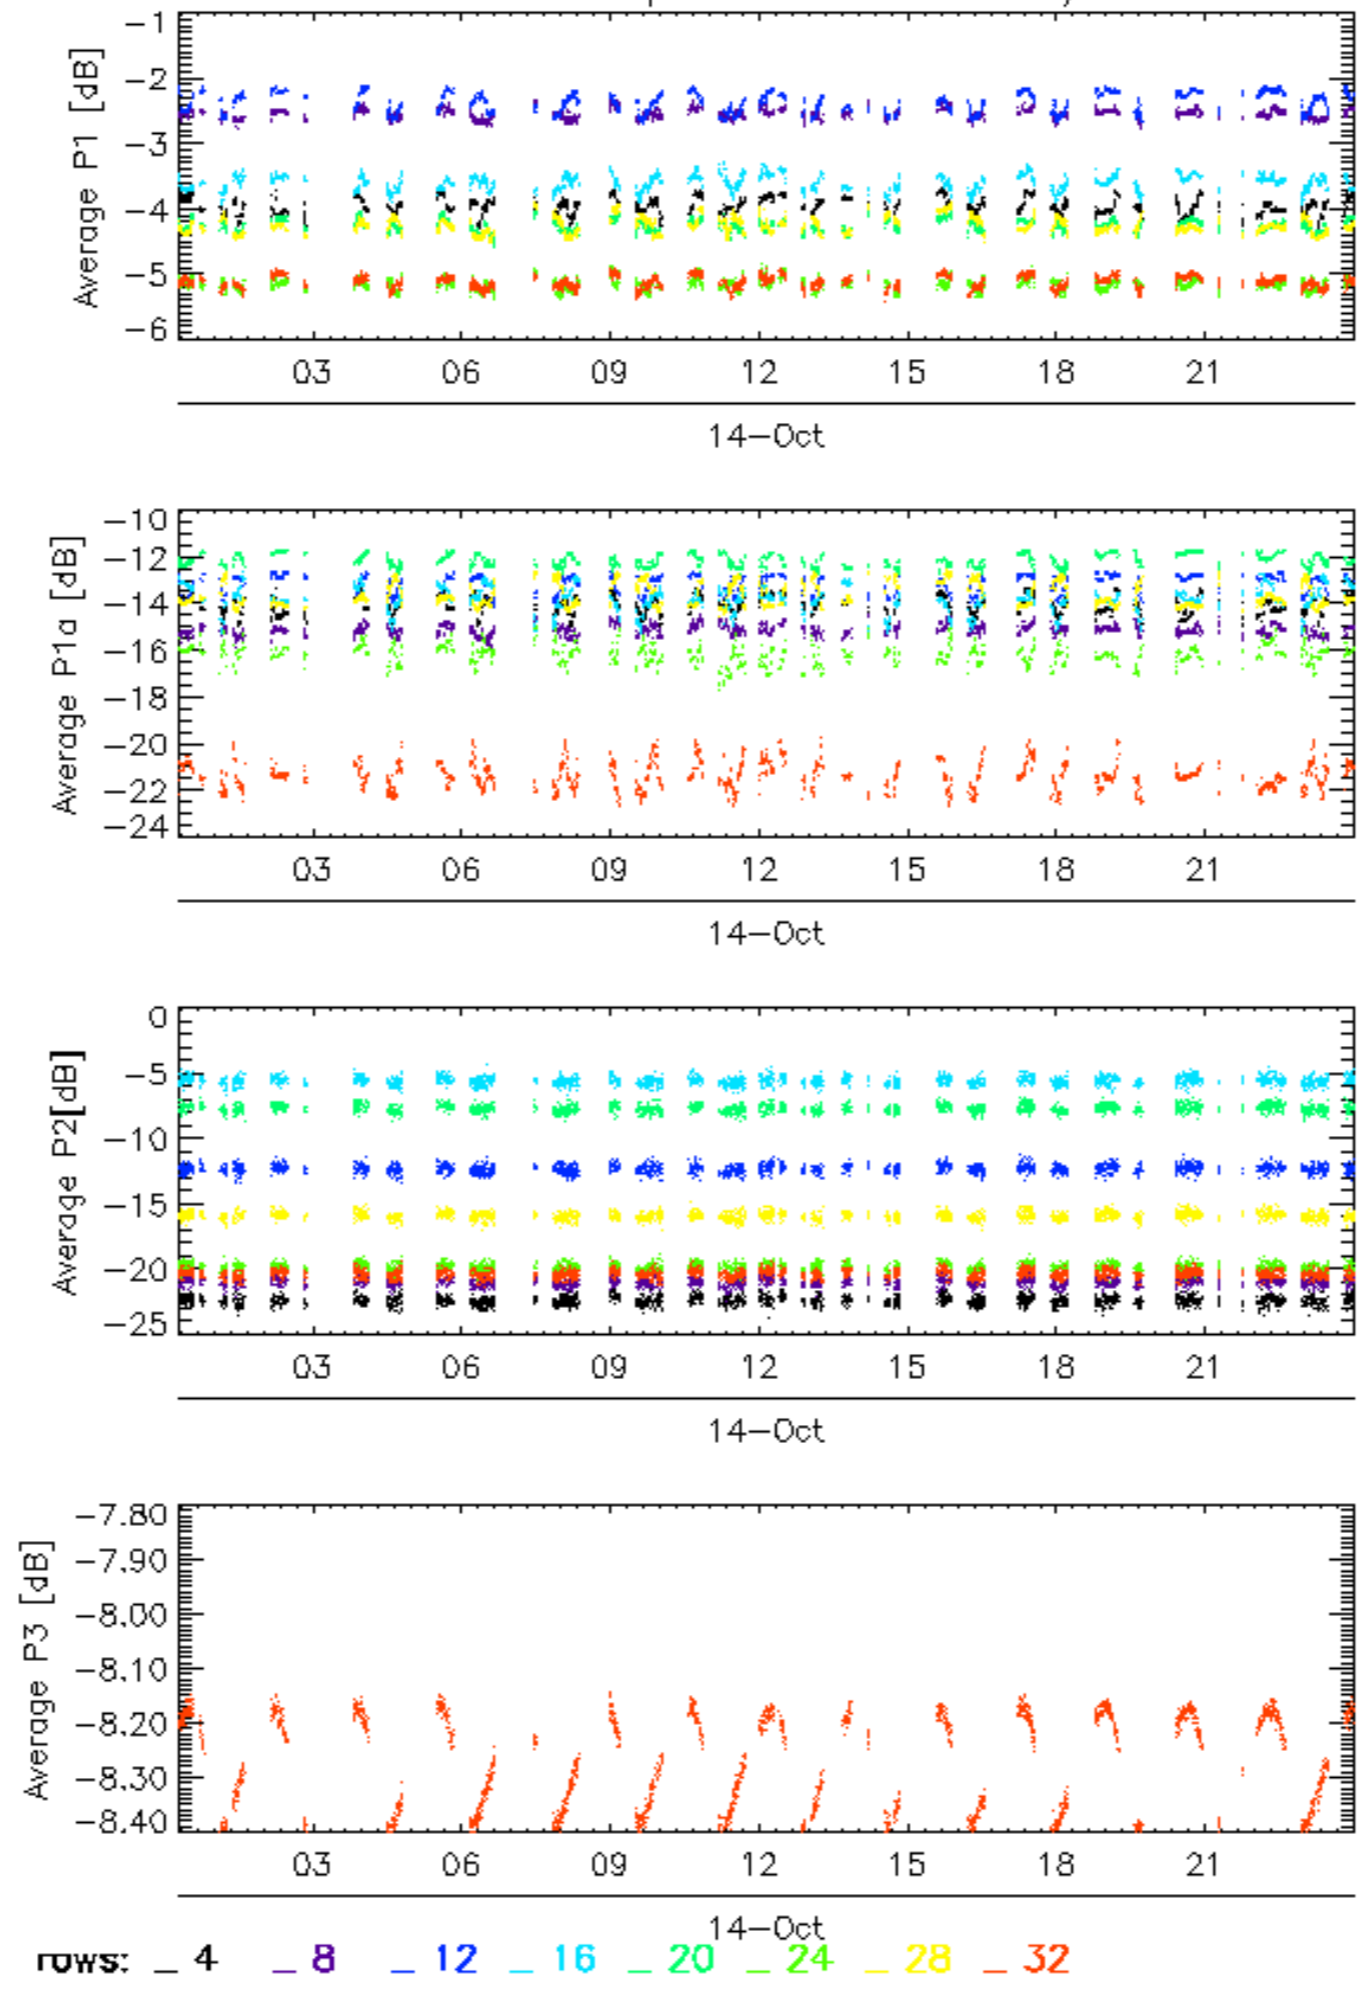 Average P1 [dB]
−1
−2
−3
−4
−5
−6
03 06 09 12 15 18 21
14−Oct
Average P1a [dB]
−10
−12
−14
−16
−18
−20
−22
−24
03 06 09 12 15 18 21
14−Oct
Average P2[dB]
0
−5
−10
−15
−20
−25
03 06 09 12 15 18 21
14−Oct
Average P3 [dB]
−7.80
−7.90
−8.00
−8.10
−8.20
−8.30
−8.40
03 06 09 12 15 18 21
14−Oct
rows: _ 4 _ 8 _ 12 _ 16 _ 20 _ 24 _ 28 _ 32